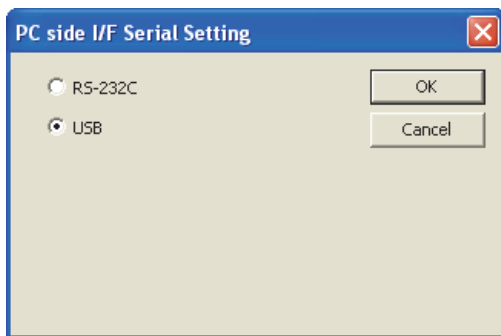 PC side I/F Serial Setting
RS-232C
OK
USB
Cancel